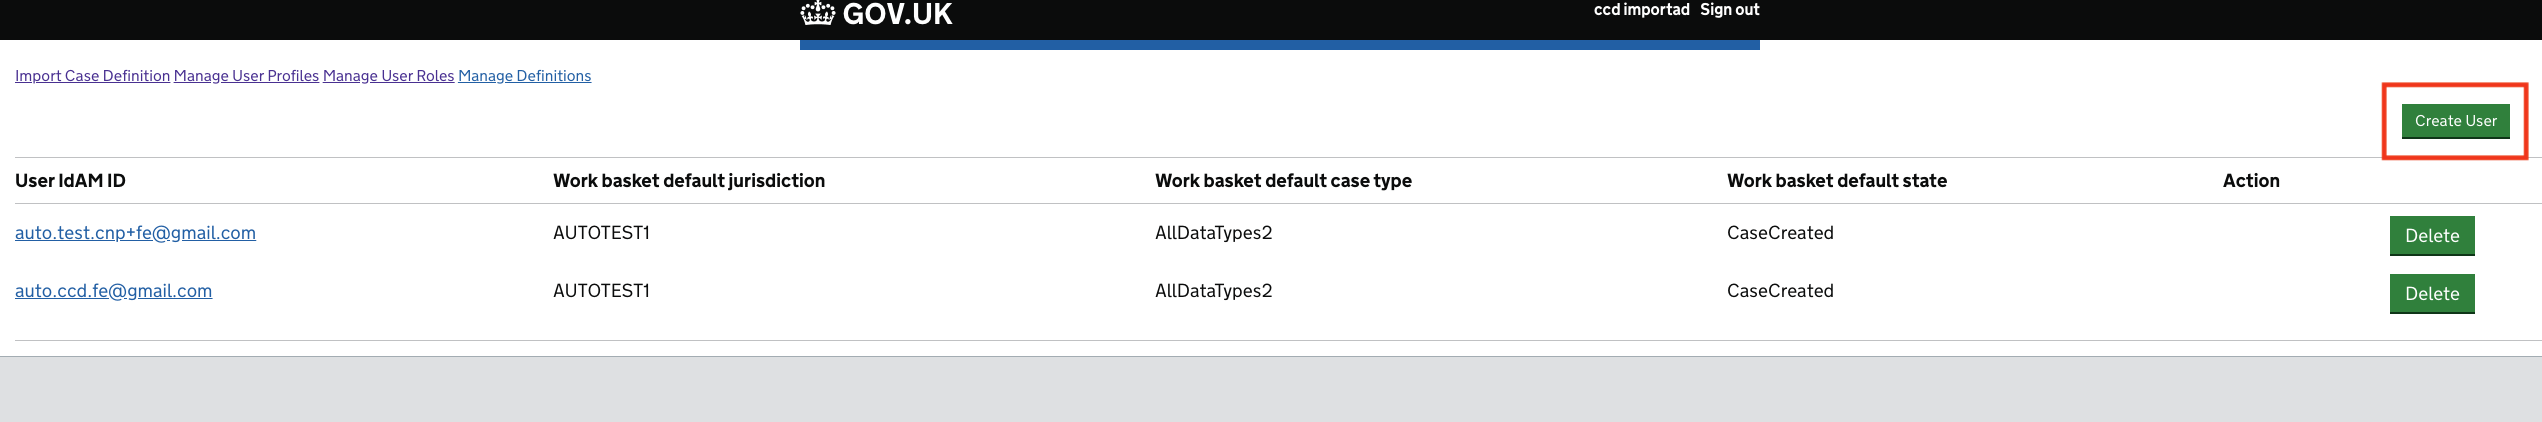 GOV.UK ccd importad Sign out
Import Case Definition Manage User Profiles Manage User Roles Manage Definitions
Create User
User IdAM ID Work basket default jurisdiction Work basket default case type Work basket default state Action
auto.test.cnp+fe@gmail.com AUTOTEST1 AllDataTypes2 CaseCreated Delete
auto.ccd.fe@gmail.com AUTOTEST1 AllDataTypes2 CaseCreated Delete